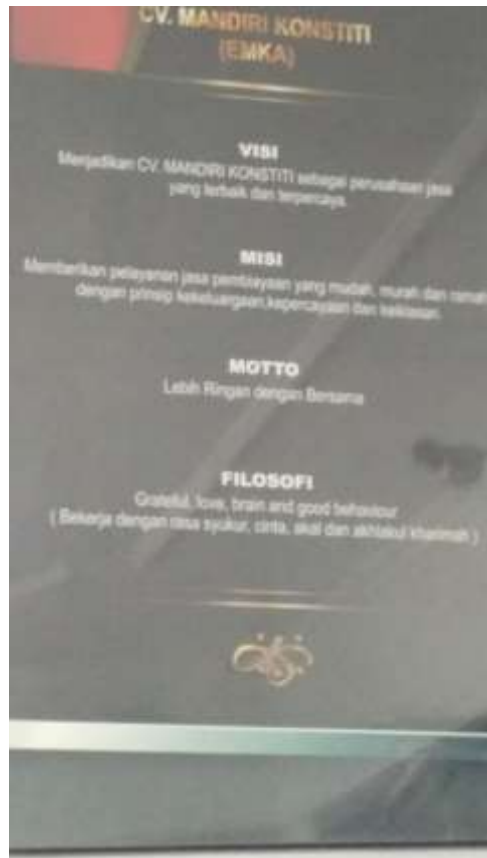 CV. MANDIRI KONSTITI
(EMKA)
VISI
Menjadikan CV. MANDIRI KONSTITI sebagai perusahaan jasa
yang terbaik dan terpercaya.
MISI
Memberikan pelayanan jasa pembiayaan yang mudah, murah dan ramah
dengan prinsip kekeluargaan,kepercayaan dan keiklasan.
MOTTO
Lebih Ringan dengan Bersama
FILOSOFI
Grateful, love, brain and good behaviour
( Bekerja dengan rasa syukur, cinta, akal dan akhlakul kharimah )